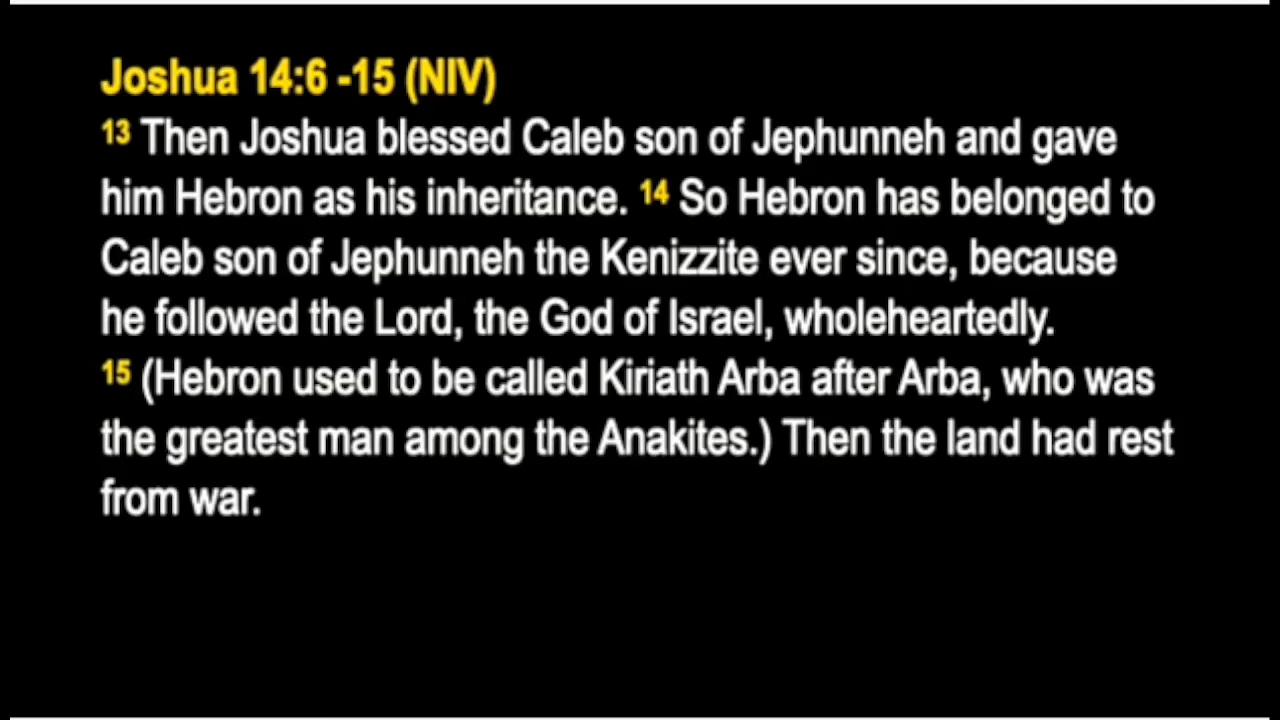 Joshua 14:6 -15 (NIV)
13 Then Joshua blessed Caleb son of Jephunneh and gave
him Hebron as his inheritance. 14 So Hebron has belonged to
Caleb son of Jephunneh the Kenizzite ever since, because
he followed the Lord, the God of Israel, wholeheartedly.
15 (Hebron used to be called Kiriath Arba after Arba, who was
the greatest man among the Anakites.) Then the land had rest
from war.